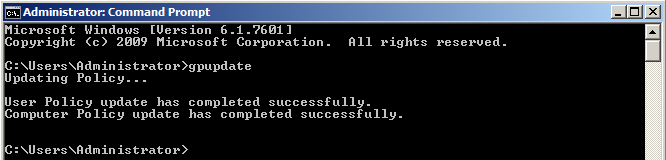 Administrator: Command Prompt
Microsoft Windows [Version 6.1.7601]
Copyright (c) 2009 Microsoft Corporation.  All rights reserved.
C:\Users\Administrator>gpupdate
Updating Policy...
User Policy update has completed successfully.
Computer Policy update has completed successfully.
C:\Users\Administrator>